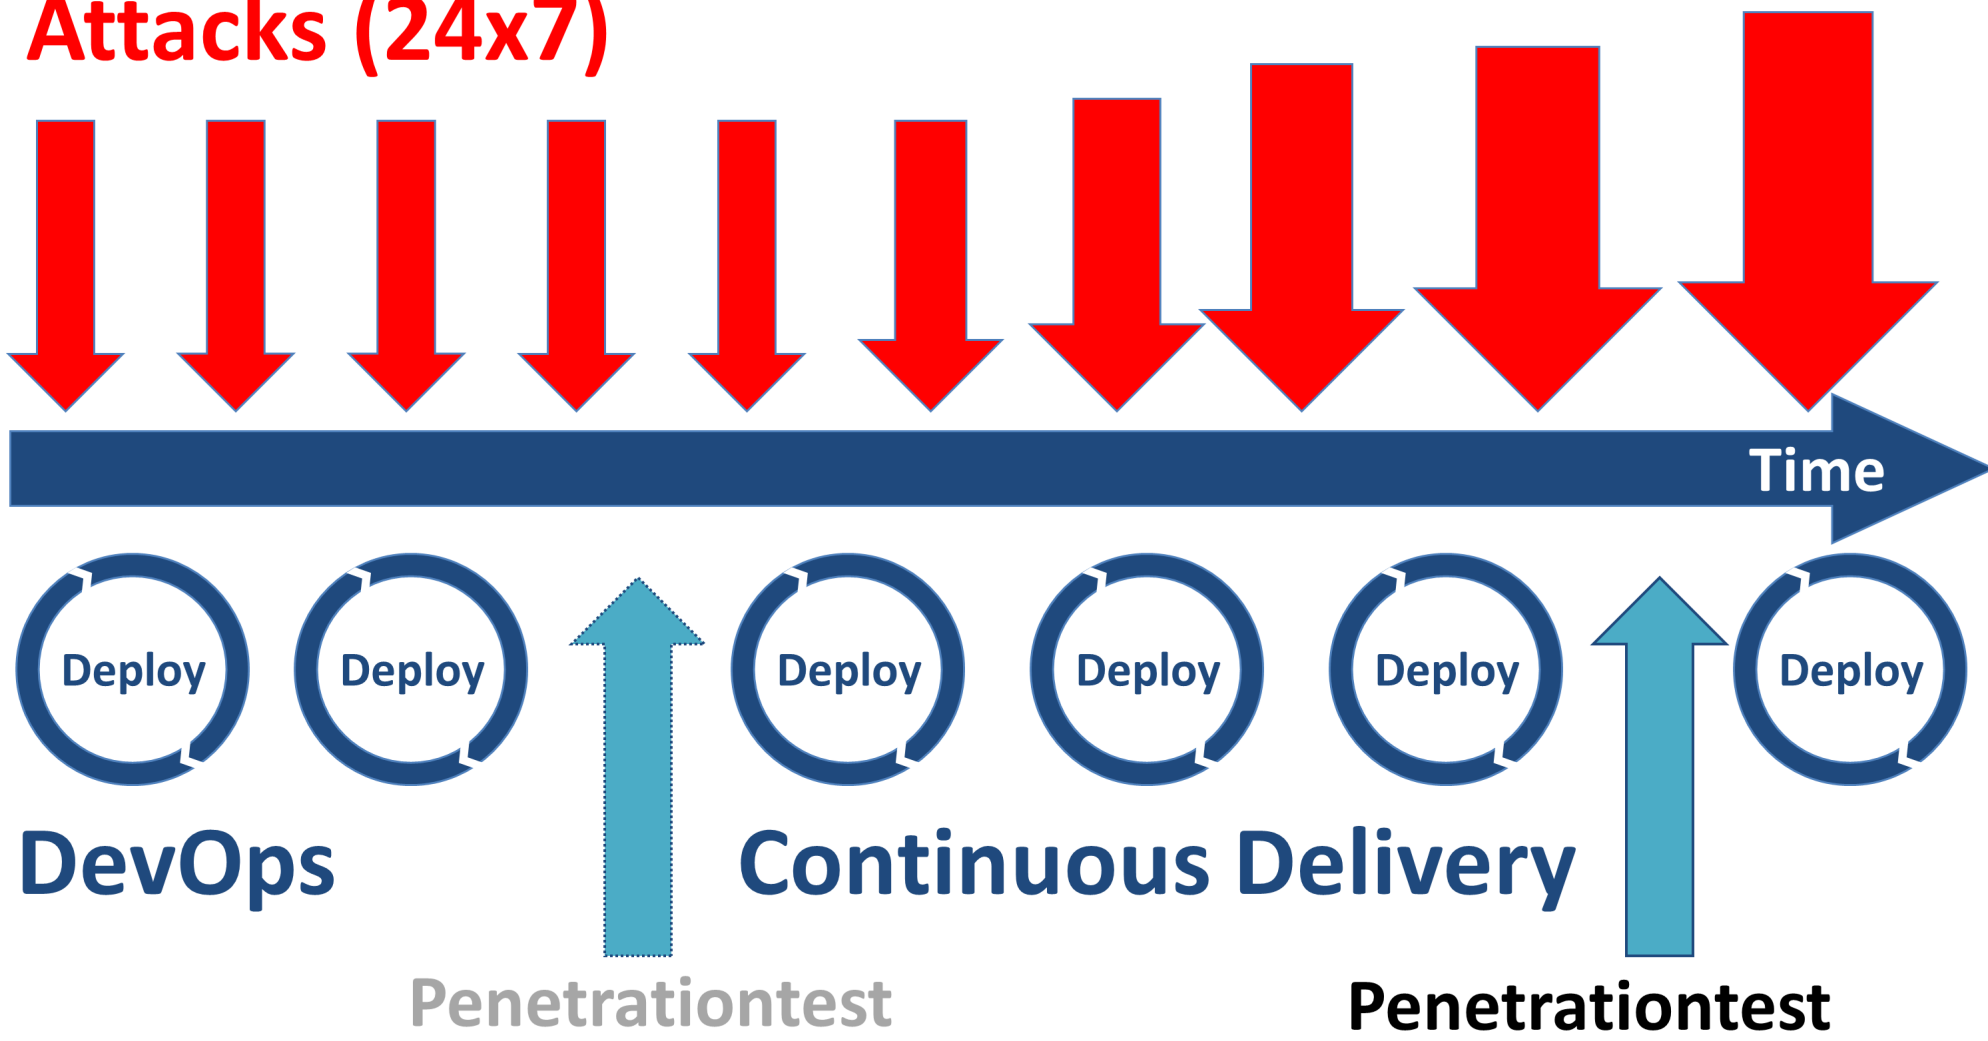 Attacks (24x7)
Time
Deploy
Deploy
Deploy
Deploy
Deploy
Deploy
DevOps
Continuous Delivery
Penetrationtest
Penetrationtest